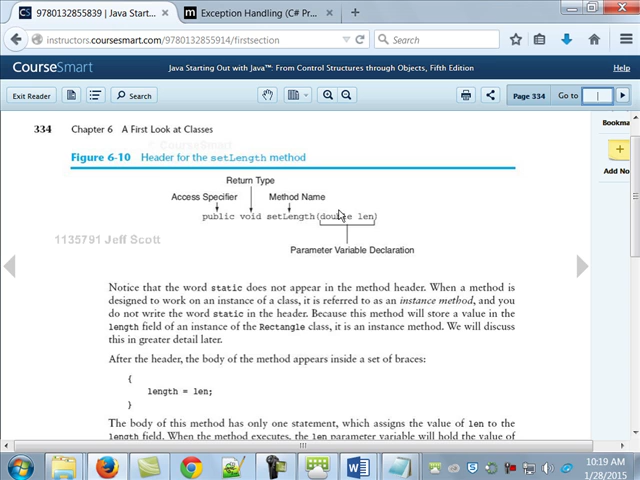 9780132855839 | Java Start...
Exception Handling (C# Pr...
instructors.coursesmart.com/9780132855914/firstsection
Search
CourseSmart
Java Starting Out with Java™: From Control Structures through Objects, Fifth Edition
Help
Exit Reader
Search
Page 334
Go to
Bookma
Add No
334 Chapter 6 A First Look at Classes
CourseSmart
Figure 6-10 Header for the setLength method
Return Type
Access Specifier Method Name
public void setLength(double len)
1135791 Jeff Scott
Parameter Variable Declaration
Notice that the word static does not appear in the method header. When a method is
designed to work on an instance of a class, it is referred to as an instance method, and you
do not write the word static in the header. Because this method will store a value in the
length field of an instance of the Rectangle class, it is an instance method. We will discuss
this in greater detail later.
After the header, the body of the method appears inside a set of braces:
{
length = len;
}
The body of this method has only one statement, which assigns the value of len to the
length field. When the method executes, the len parameter variable will hold the value of
10:19 AM
1/28/2015